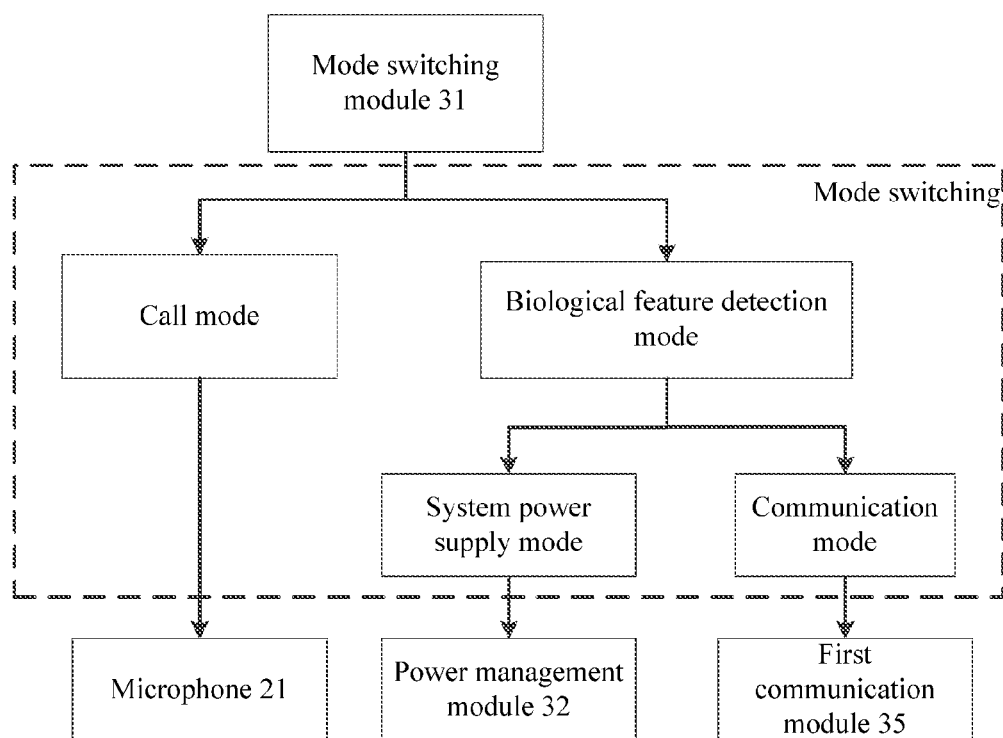 Mode switching
module 31
Mode switching
Call mode
Biological feature detection
mode
System power
supply mode
Communication
mode
Microphone 21
Power management
module 32
First
communication
module 35